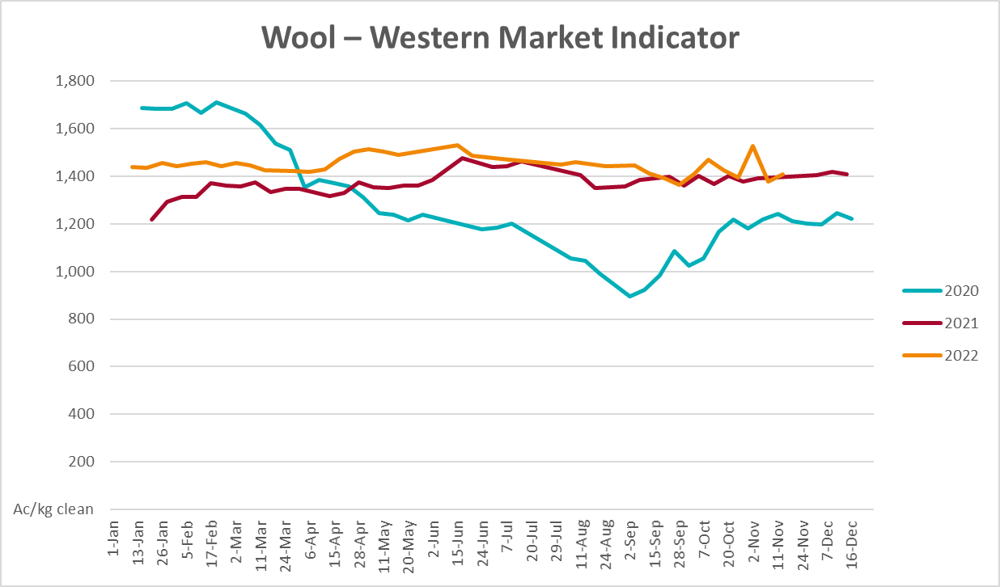 Wool – Western Market Indicator
1,800
1,600
1,400
1,200
1,000
800
600
400
200
Ac/kg clean
1-Jan
13-Jan
26-Jan
5-Feb
17-Feb
2-Mar
11-Mar
24-Mar
6-Apr
15-Apr
28-Apr
11-May
20-May
2-Jun
15-Jun
24-Jun
7-Jul
20-Jul
29-Jul
11-Aug
24-Aug
2-Sep
15-Sep
28-Sep
7-Oct
20-Oct
2-Nov
11-Nov
24-Nov
7-Dec
16-Dec
2020
2021
2022